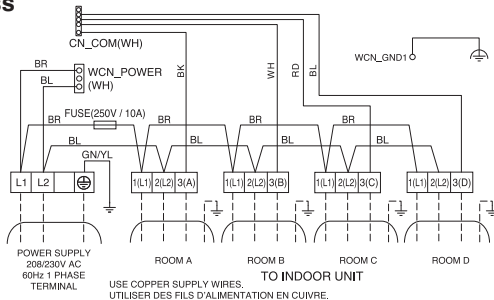 CN_COM(WH)
BR
WCN_POWER
(WH)
BL
BK
WH
RD
BL
WCN_GND1
FUSE(250V / 10A)
BR
BR
BR
BR
BL
BL
BL
BL
GN/YL
L1 L2
1(L1) 2(L2) 3(A)
1(L1) 2(L2) 3(B)
1(L1) 2(L2) 3(C)
1(L1) 2(L2) 3(D)
POWER SUPPLY
208/230V AC
60Hz 1 PHASE
TERMINAL
ROOM A
ROOM B
ROOM C
ROOM D
TO INDOOR UNIT
USE COPPER SUPPLY WIRES.
UTILISER DES FILS D'ALIMENTATION EN CUIVRE.